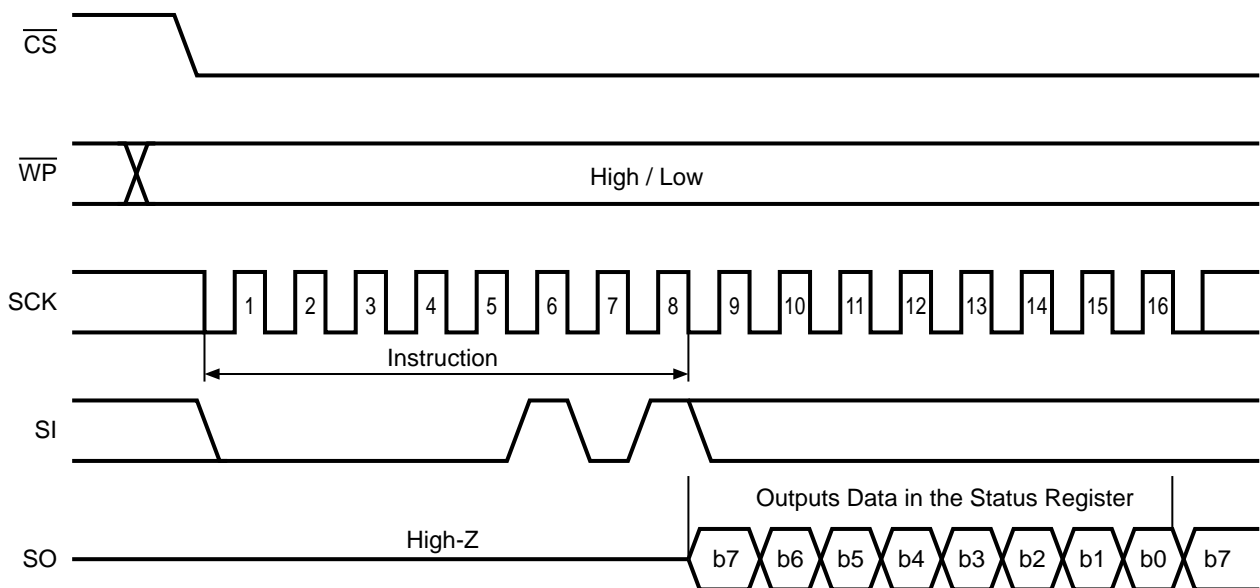 CS
WP
High / Low
SCK
1 2 3 4 5 6 7 8 9 10 11 12 13 14 15 16
Instruction
SI
Outputs Data in the Status Register
High-Z
SO
b7 b6 b5 b4 b3 b2 b1 b0 b7